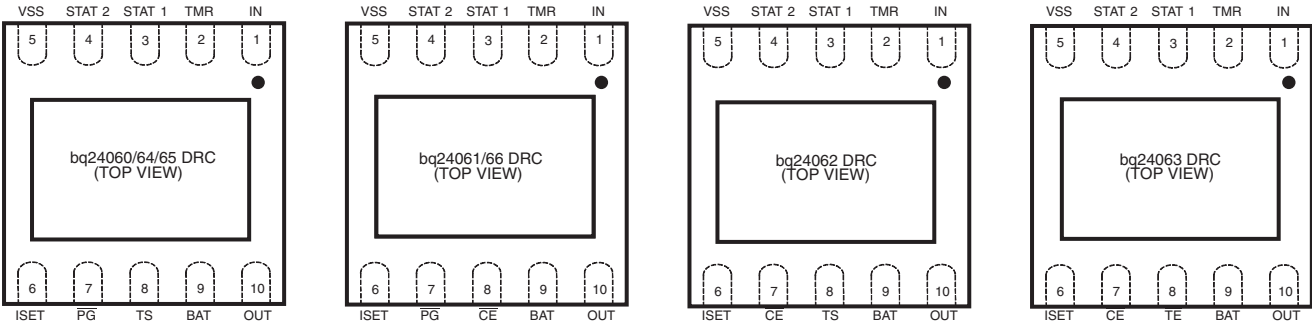 VSS STAT 2 STAT 1 TMR IN
5 4 3 2 1
bq24060/64/65 DRC
(TOP VIEW)
6 7 8 9 10
ISET PG TS BAT OUT
VSS STAT 2 STAT 1 TMR IN
5 4 3 2 1
bq24061/66 DRC
(TOP VIEW)
6 7 8 9 10
ISET PG CE BAT OUT
VSS STAT 2 STAT 1 TMR IN
5 4 3 2 1
bq24062 DRC
(TOP VIEW)
6 7 8 9 10
ISET CE TS BAT OUT
VSS STAT 2 STAT 1 TMR IN
5 4 3 2 1
bq24063 DRC
(TOP VIEW)
6 7 8 9 10
ISET CE TE BAT OUT